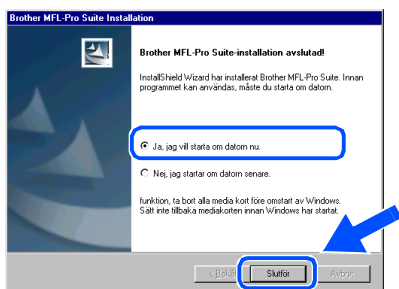 Brother MFL-Pro Suite Installation
Brother MFL-Pro Suite-installation avslutad!
InstallShield Wizard har installerat Brother MFL-Pro Suite. Innan
programmet kan användas, måste du starta om datorn.
Ja, jag vill starta om datorn nu.
Nej, jag startar om datorn senare.
funktion, ta bort alla media kort före omstart av Windows.
Sätt inte tillbaka mediakorten innan Windows har startat.
Slutför
Avbryt